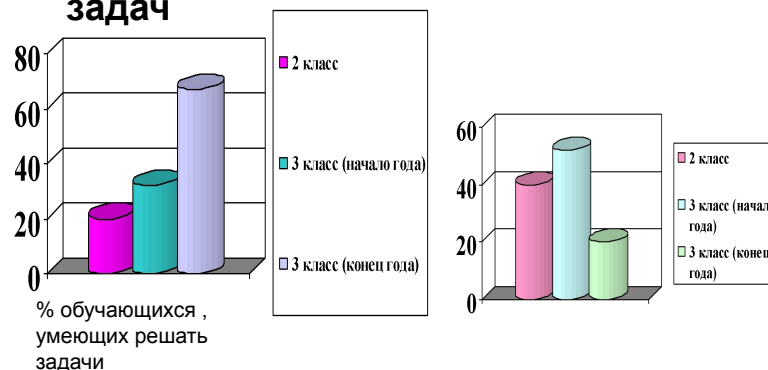 задач
80
60
40
20
0
2 класс
3 класс (начало года)
3 класс (конец года)
% обучающихся ,
умеющих решать
задачи
60
40
20
0
2 класс
3 класс (начал
года)
3 класс (конец
года)